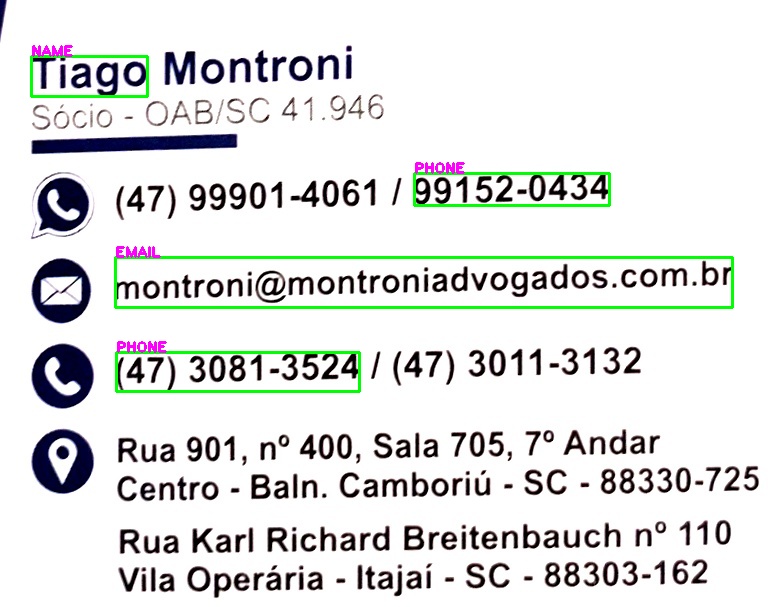 NAME
Tiago Montroni
Sócio - OAB/SC 41.946
PHONE
(47) 99901-4061 / 99152-0434
EMAIL
montroni@montroniadvogados.com.br
PHONE
(47) 3081-3524 / (47) 3011-3132
Rua 901, nº 400, Sala 705, 7º Andar
Centro - Baln. Camboriú - SC - 88330-725
Rua Karl Richard Breitenbauch nº 110
Vila Operária - Itajaí - SC - 88303-162